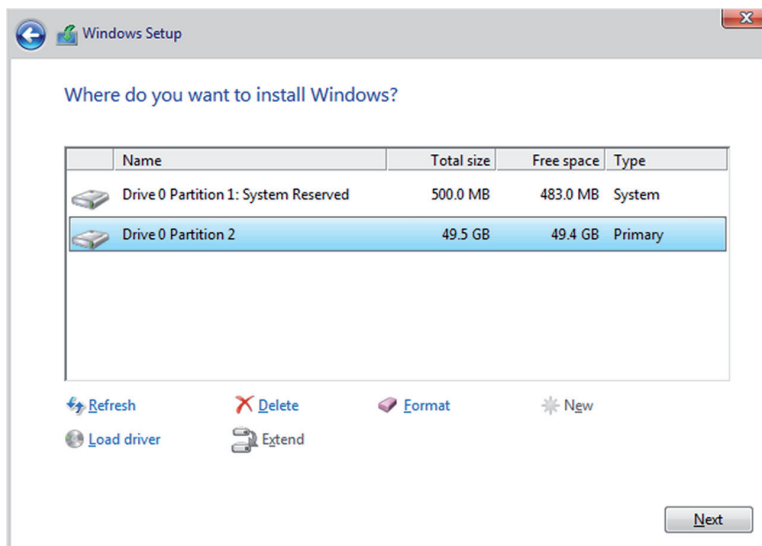 Windows Setup
Where do you want to install Windows?
Name Total size Free space Type
Drive 0 Partition 1: System Reserved 500.0 MB 483.0 MB System
Drive 0 Partition 2 49.5 GB 49.4 GB Primary
Refresh Delete Format New
Load driver Extend
Next